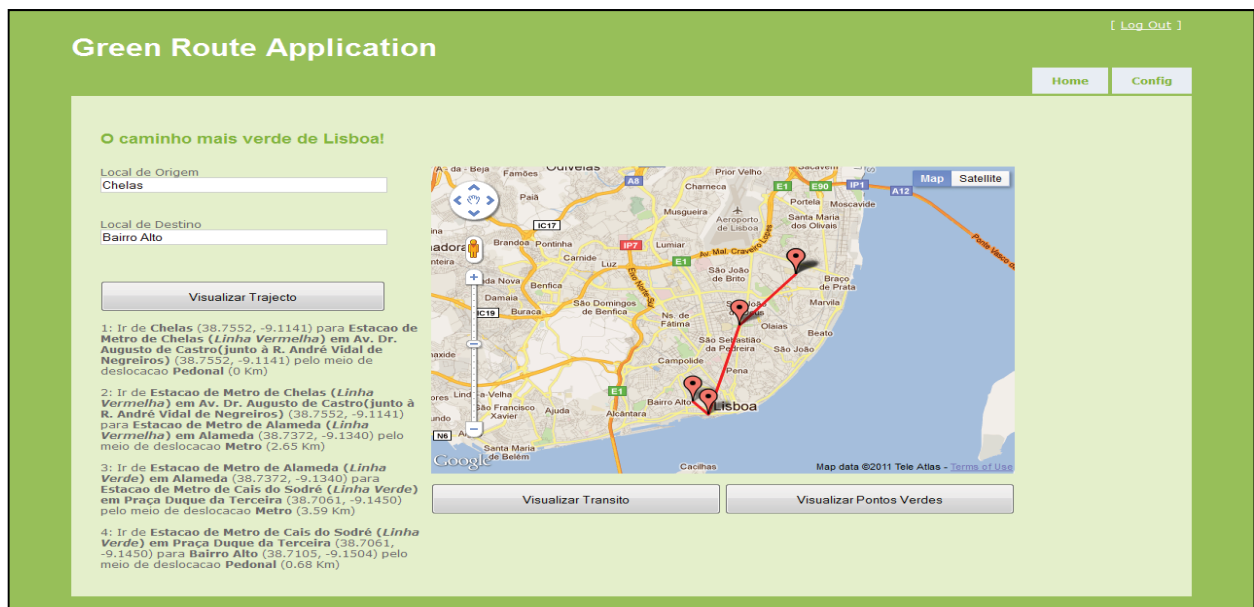 [ Log Out ]
Green Route Application
Home
Config
O caminho mais verde de Lisboa!
Local de Origem
Chelas
Local de Destino
Bairro Alto
Visualizar Trajecto
1: Ir de Chelas (38.7552, -9.1141) para Estacao de
Metro de Chelas (Linha Vermelha) em Av. Dr.
Augusto de Castro(junto à R. André Vidal de
Negreiros) (38.7552, -9.1141) pelo meio de
deslocacao Pedonal (0 Km)
2: Ir de Estacao de Metro de Chelas (Linha
Vermelha) em Av. Dr. Augusto de Castro(junto à
R. André Vidal de Negreiros) (38.7552, -9.1141)
para Estacao de Metro de Alameda (Linha
Vermelha) em Alameda (38.7372, -9.1340) pelo
meio de deslocacao Metro (2.65 Km)
3: Ir de Estacao de Metro de Alameda (Linha
Verde) em Alameda (38.7372, -9.1340) para
Estacao de Metro de Cais do Sodré (Linha Verde)
em Praça Duque da Terceira (38.7061, -9.1450)
pelo meio de deslocacao Metro (3.59 Km)
4: Ir de Estacao de Metro de Cais do Sodré (Linha
Verde) em Praça Duque da Terceira (38.7061,
-9.1450) para Bairro Alto (38.7105, -9.1504) pelo
meio de deslocacao Pedonal (0.68 Km)
Map
Satellite
da - Beja
Famões
A8
Prior Velho
Charneca
E1
E90
IP1
A12
Paiã
Portela
Moscavide
Musgueira
Aeroporto
de Lisboa
Santa Maria
dos Olivais
IC17
Brandoa
Pontinha
IP7
Lumiar
Av. Mal. Craveiro Lopes
Ponte Vasco
Carnide
Luz
E1
São João
de Brito
Braço
de Prata
da Nova
Benfica
Eixo Norte-Sul
Damaia
São Domingos
de Benfica
Marvila
IC19
Buraca
Ns. de
Fátima
Olaias
Beato
São Sebastião
da Pedreira
São João
Campolide
Pena
E1
Lind-a-Velha
São Francisco
Xavier
Ajuda
Alcântara
Bairro Alto
Lisboa
N6
Santa Maria
de Belém
Google
Cacilhas
Map data ©2011 Tele Atlas - Terms of Use
Visualizar Transito
Visualizar Pontos Verdes